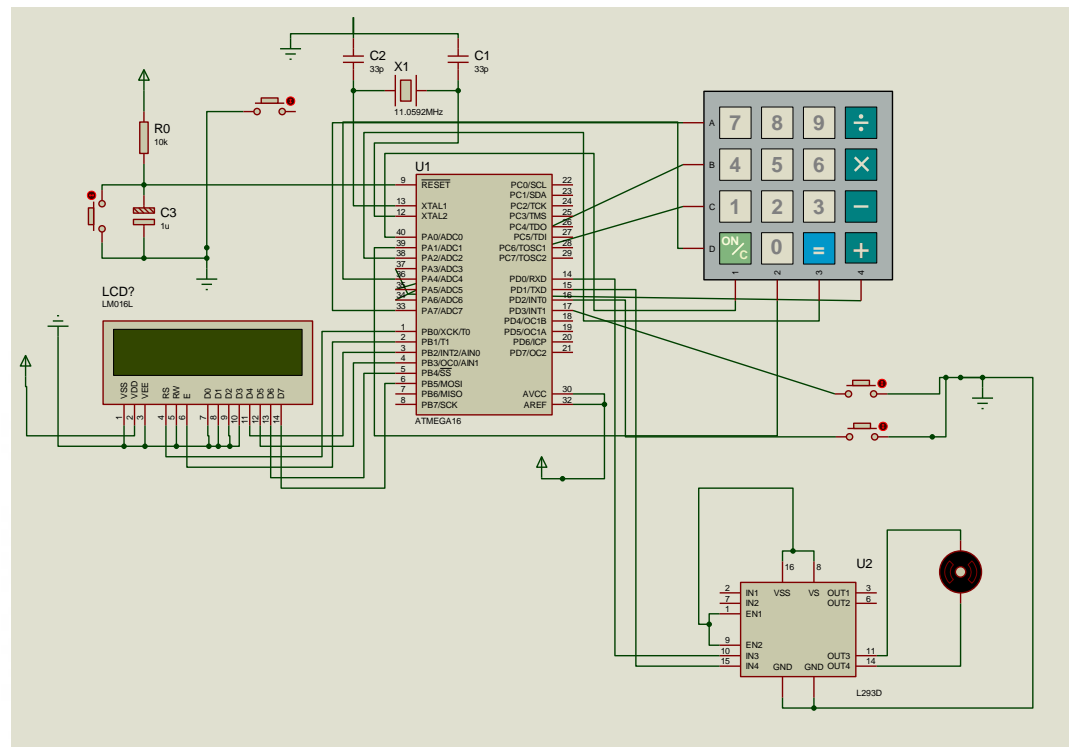 C2
33p
X1
11.0592MHz
C1
33p
R0
10k
C3
1u
U1
9 RESET
13 XTAL1
12 XTAL2
40 PA0/ADC0
39 PA1/ADC1
38 PA2/ADC2
37 PA3/ADC3
36 PA4/ADC4
35 PA5/ADC5
34 PA6/ADC6
33 PA7/ADC7
1 PB0/XCK/T0
2 PB1/T1
3 PB2/INT2/AIN0
4 PB3/OC0/AIN1
5 PB4/SS
6 PB5/MOSI
7 PB6/MISO
8 PB7/SCK
PC0/SCL 22
PC1/SDA 23
PC2/TCK 24
PC3/TMS 25
PC4/TDO 26
PC5/TDI 27
PC6/TOSC1 28
PC7/TOSC2 29
PD0/RXD 14
PD1/TXD 15
PD2/INT0 16
PD3/INT1 17
PD4/OC1B 18
PD5/OC1A 19
PD6/ICP 20
PD7/OC2 21
AVCC 30
AREF 32
ATMEGA16
A 7 8 9 ÷
B 4 5 6 ×
C 1 2 3 −
D ON/C 0 = +
1 2 3 4
LCD?
LM016L
VSS VDD VEE RS RW E D0 D1 D2 D3 D4 D5 D6 D7
1 2 3 4 5 6 7 8 9 10 11 12 13 14
U2
16 8
2 IN1 VSS VS OUT1 3
7 IN2 OUT2 6
1 EN1
9 EN2
10 IN3 OUT3 11
15 IN4 GND GND OUT4 14
L293D